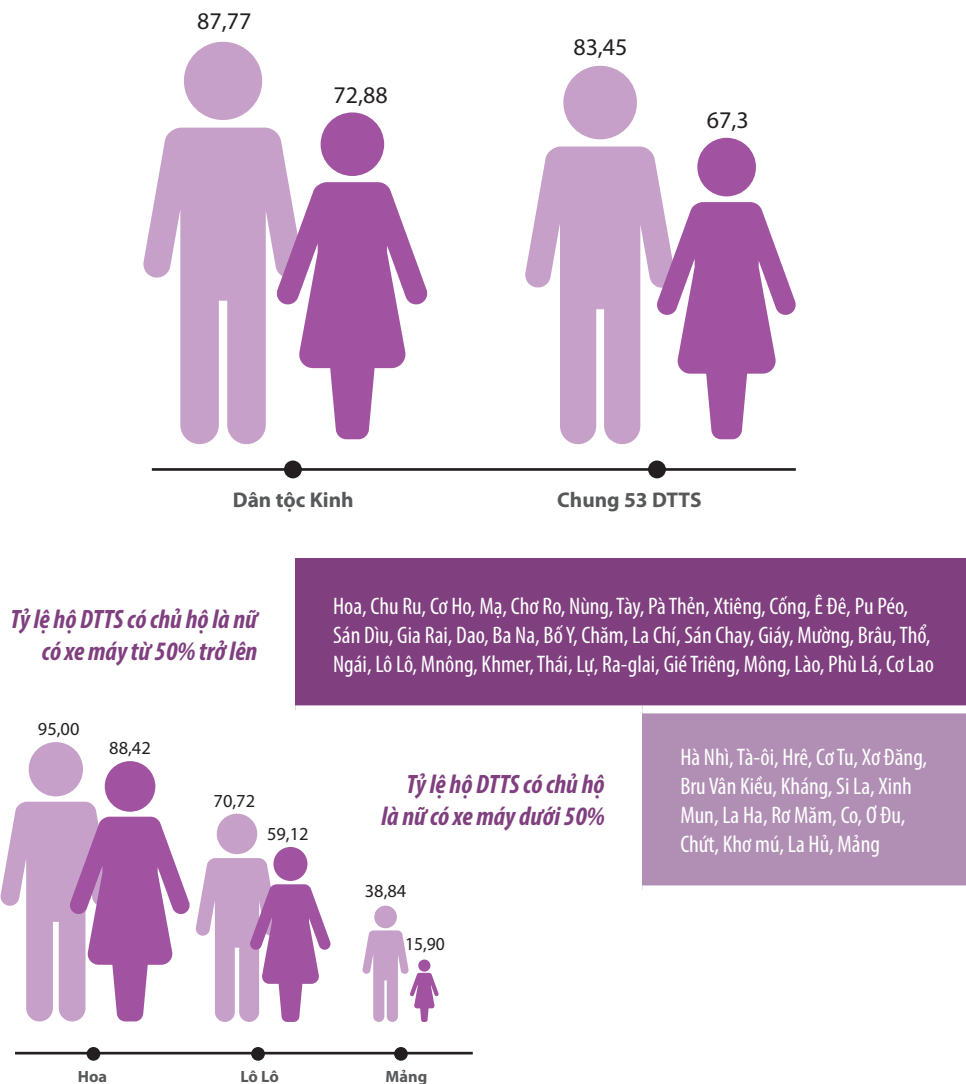 87,77
72,88
83,45
67,3
Dân tộc Kinh
Chung 53 DTTS
Tỷ lệ hộ DTTS có chủ hộ là nữ
có xe máy từ 50% trở lên
Hoa, Chu Ru, Cơ Ho, Mạ, Chơ Ro, Nùng, Tày, Pà Thẻn, Xtiêng, Cống, Ê Đê, Pu Péo,
Sán Dìu, Gia Rai, Dao, Ba Na, Bố Y, Chăm, La Chí, Sán Chay, Giáy, Mường, Brâu, Thổ,
Ngái, Lô Lô, Mnông, Khmer, Thái, Lự, Ra-glai, Gié Triêng, Mông, Lào, Phù Lá, Cơ Lao
Tỷ lệ hộ DTTS có chủ hộ
là nữ có xe máy dưới 50%
Hà Nhì, Tà-ôi, Hrê, Cơ Tu, Xơ Đăng,
Bru Vân Kiều, Kháng, Si La, Xinh
Mun, La Ha, Rơ Măm, Co, Ơ Đu,
Chứt, Khơ mú, La Hủ, Mảng
95,00
88,42
70,72
59,12
38,84
15,90
Hoa
Lô Lô
Mảng